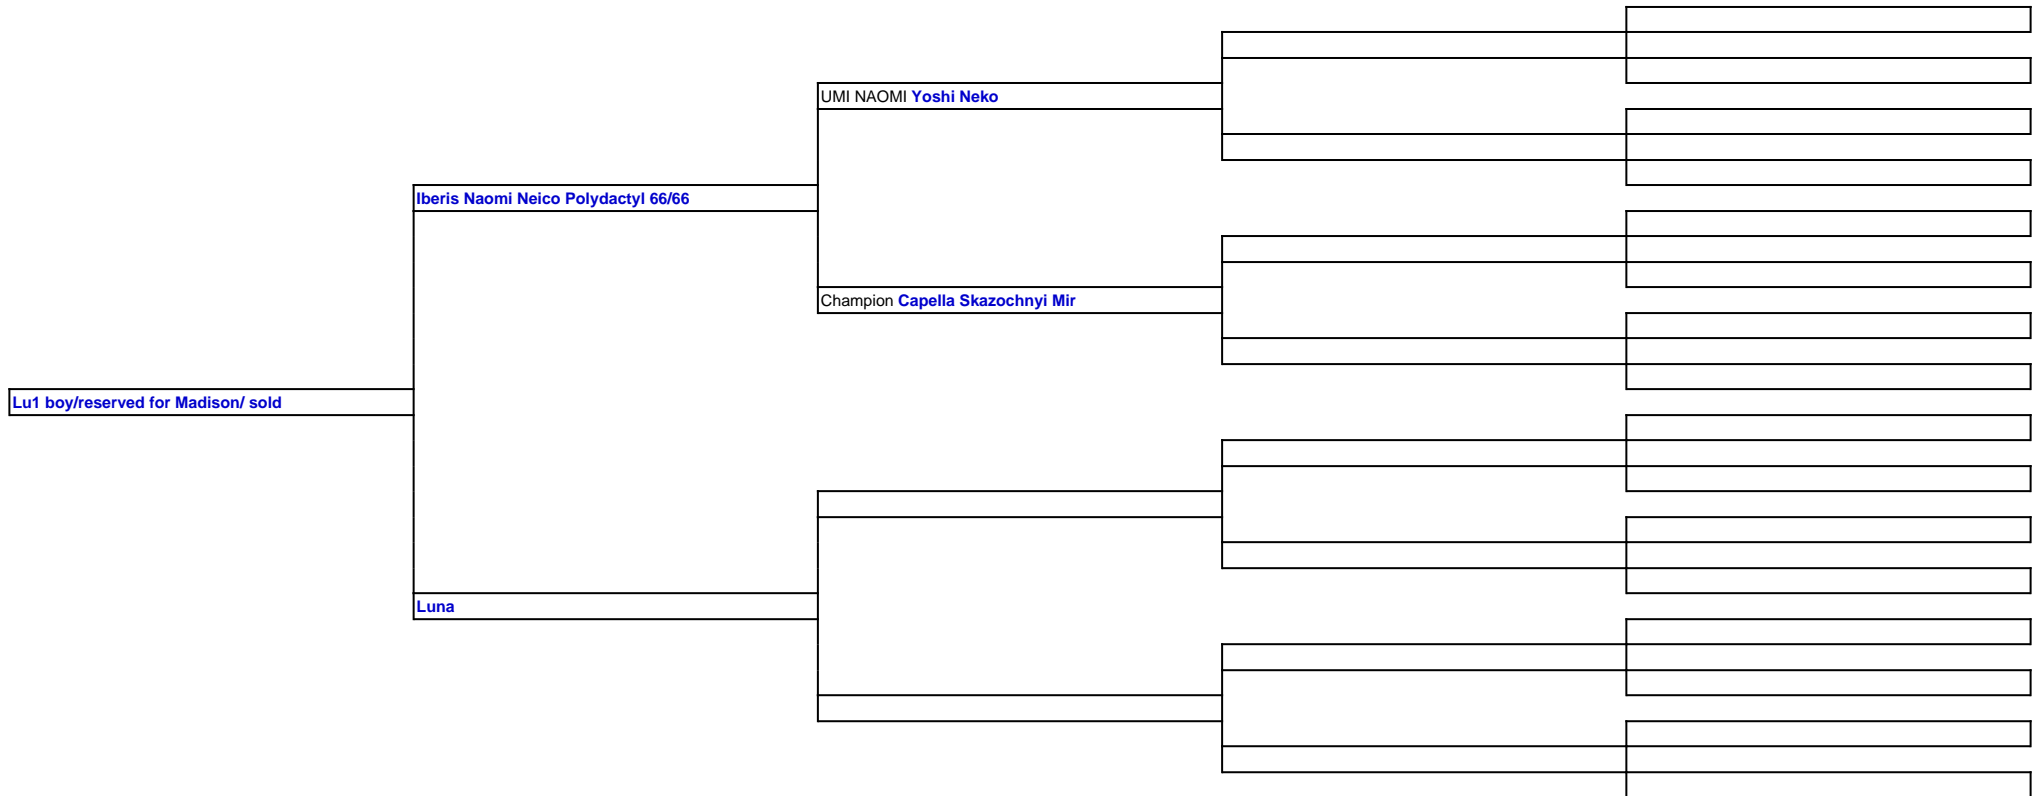 UMI NAOMI Yoshi Neko
Iberis Naomi Neico Polydactyl 66/66
Champion Capella Skazochnyi Mir
Lu1 boy/reserved for Madison/ sold
Luna